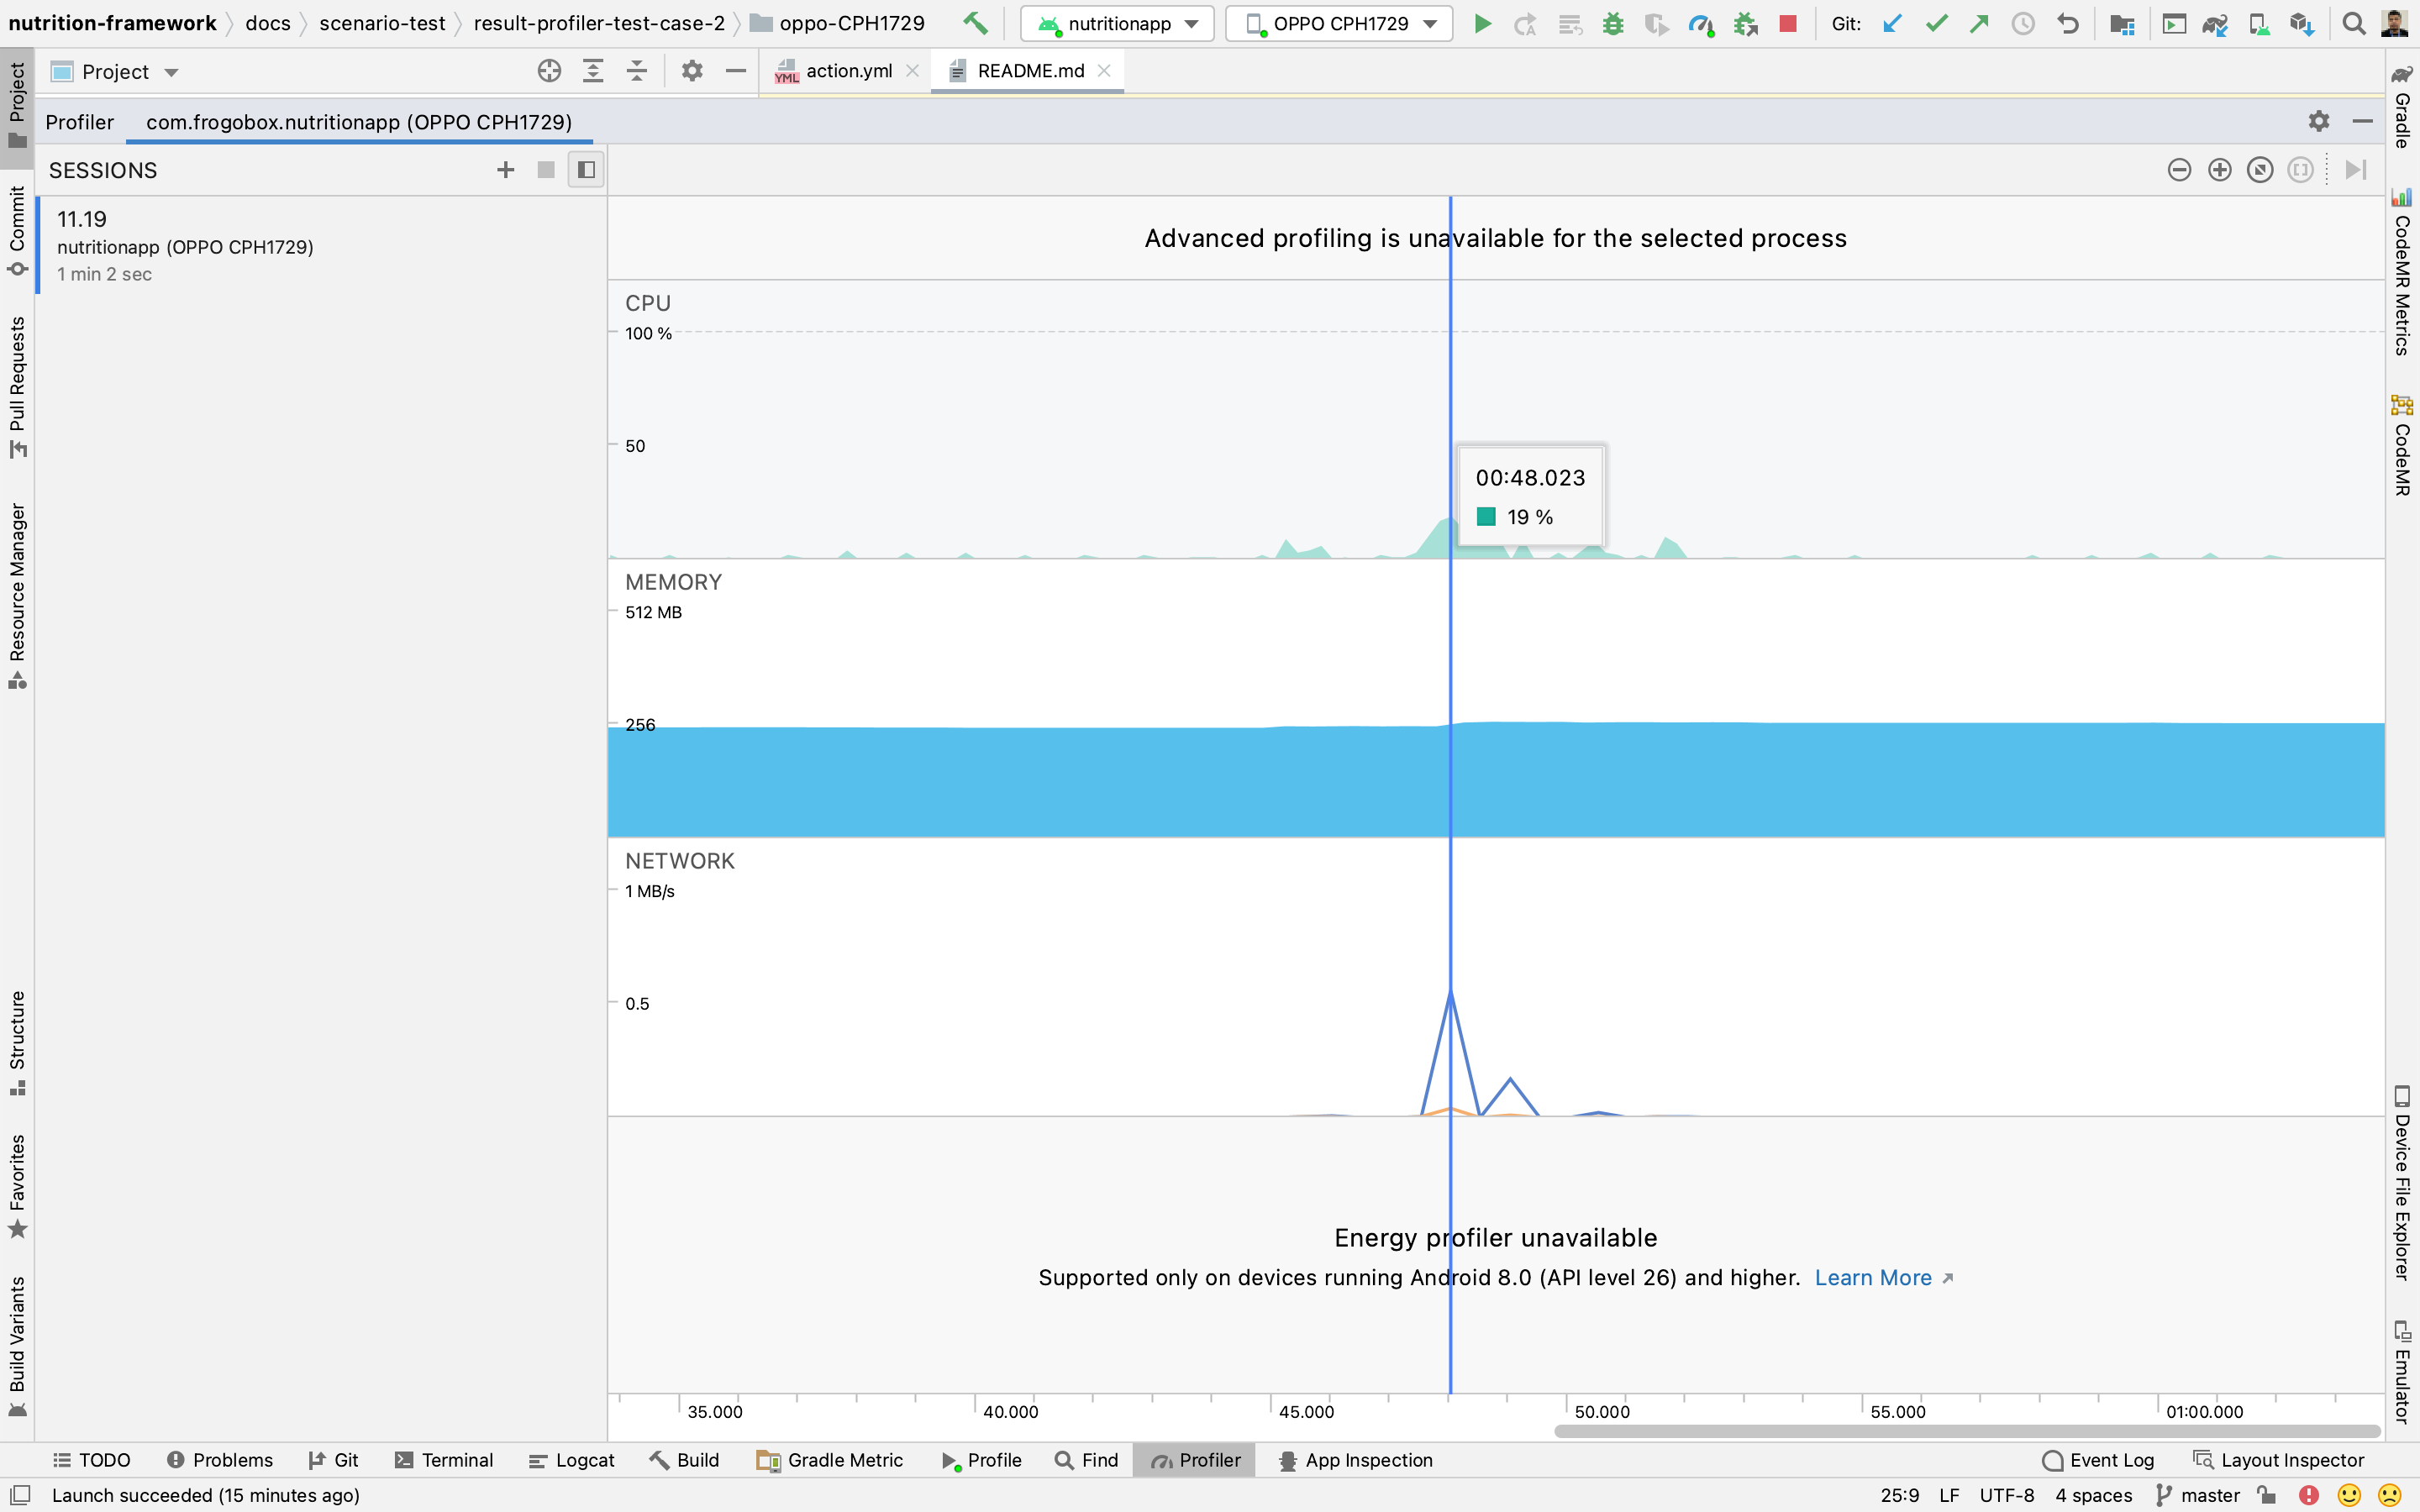 nutrition-framework docs scenario-test result-profiler-test-case-2 oppo-CPH1729 nutritionapp OPPO CPH1729 Git:
Project
YML action.yml README.md
Profiler com.frogobox.nutritionapp (OPPO CPH1729)
SESSIONS
11.19
nutritionapp (OPPO CPH1729)
1 min 2 sec
Advanced profiling is unavailable for the selected process
CPU
100 %
50
00:48.023
19 %
MEMORY
512 MB
256
NETWORK
1 MB/s
0.5
Energy profiler unavailable
Supported only on devices running Android 8.0 (API level 26) and higher. Learn More
35.000 40.000 45.000 50.000 55.000 01:00.000
Project
Commit
Pull Requests
Resource Manager
Structure
Favorites
Build Variants
Gradle
CodeMR Metrics
CodeMR
Device File Explorer
Emulator
TODO Problems Git Terminal Logcat Build Gradle Metric Profile Find Profiler App Inspection Event Log Layout Inspector
Launch succeeded (15 minutes ago) 25:9 LF UTF-8 4 spaces master